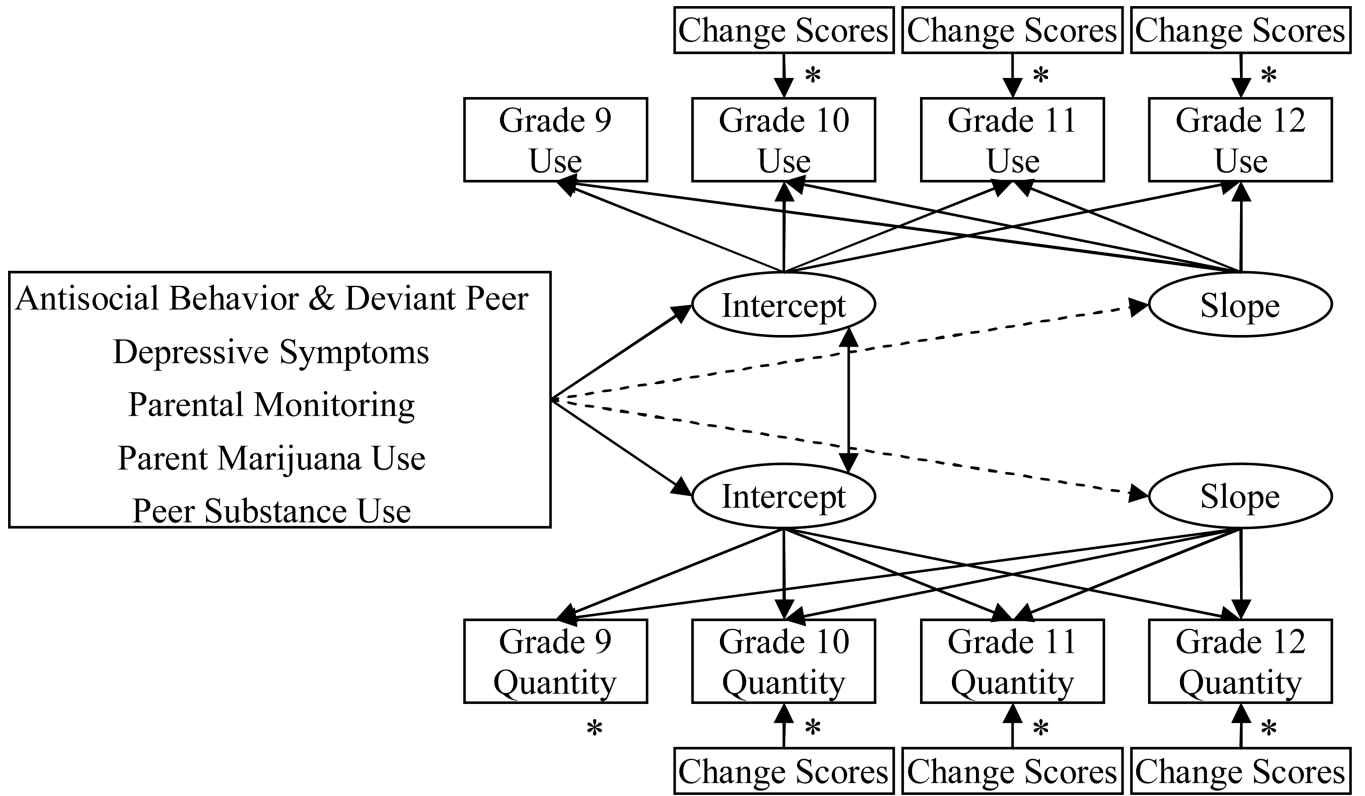 Change Scores Change Scores Change Scores
* * *
Grade 9 Grade 10 Grade 11 Grade 12
Use Use Use Use
Antisocial Behavior & Deviant Peer
Depressive Symptoms
Parental Monitoring
Parent Marijuana Use
Peer Substance Use
Intercept Slope
Intercept Slope
Grade 9 Grade 10 Grade 11 Grade 12
Quantity Quantity Quantity Quantity
* * * *
Change Scores Change Scores Change Scores